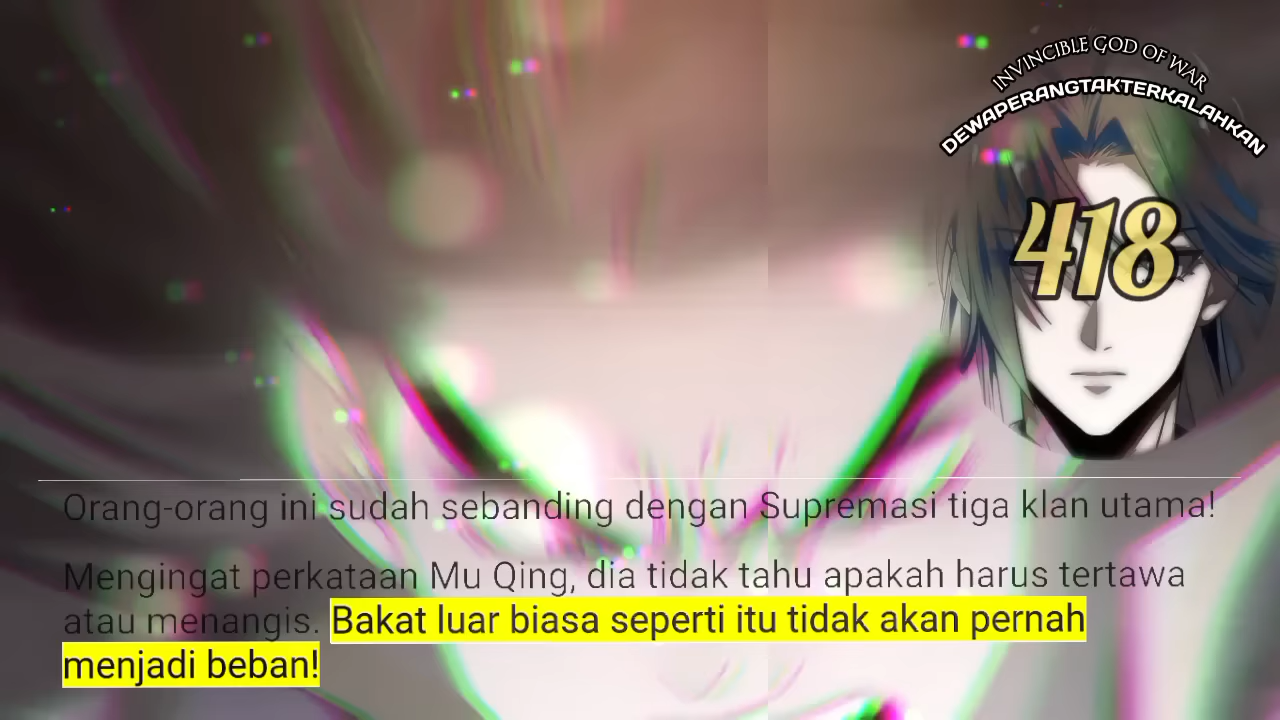 INVINCIBLE GOD OF WAR
DEWAPERANGTAKTERKALAHKAN
418
Orang-orang ini sudah sebanding dengan Supremasi tiga klan utama!
Mengingat perkataan Mu Qing, dia tidak tahu apakah harus tertawa
atau menangis. Bakat luar biasa seperti itu tidak akan pernah
menjadi beban!